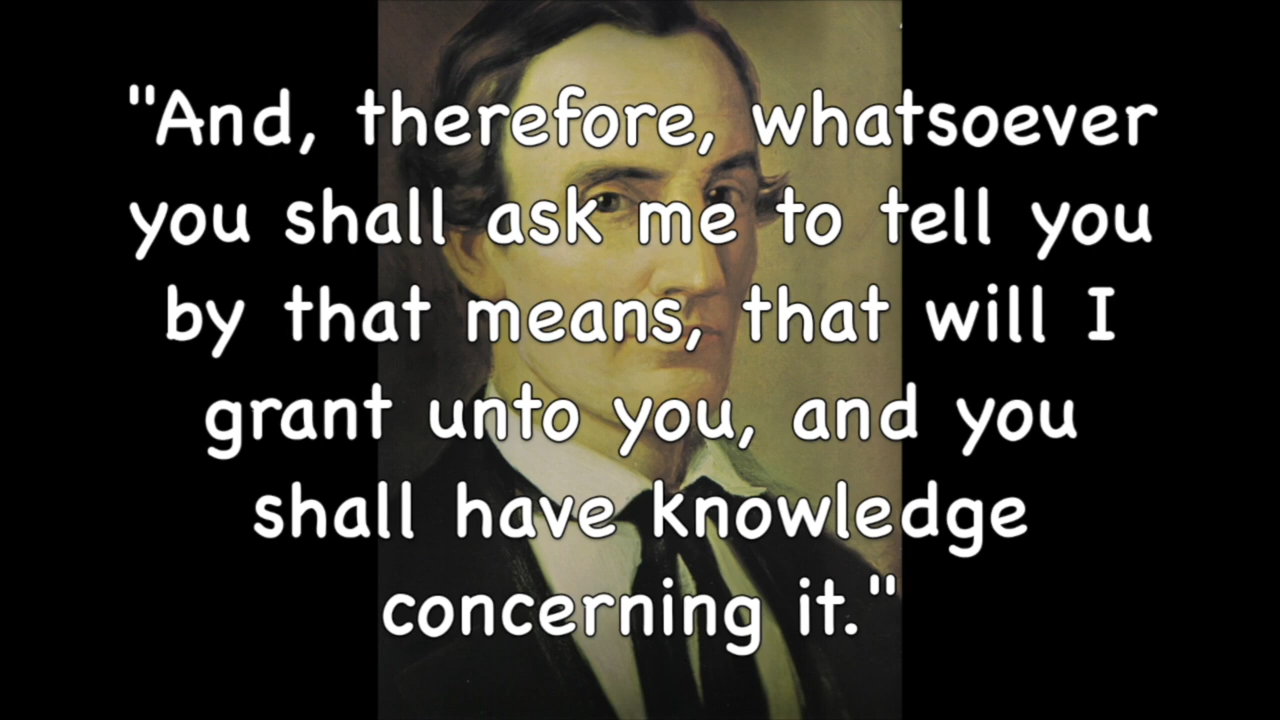 "And, therefore, whatsoever
you shall ask me to tell you
by that means, that will I
grant unto you, and you
shall have knowledge
concerning it."